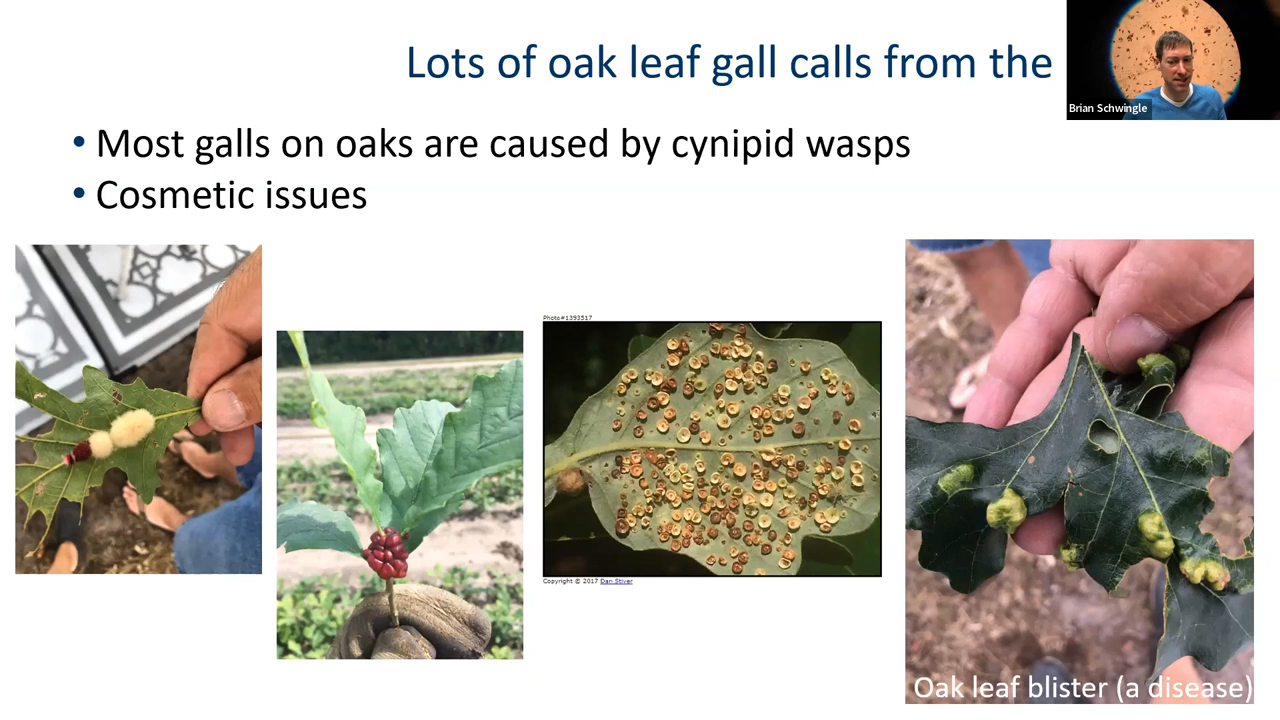 Lots of oak leaf gall calls from the
Brian Schwingle
• Most galls on oaks are caused by cynipid wasps
• Cosmetic issues
Photo#1393517
Copyright © 2017 Dan Stiver
Oak leaf blister (a disease)